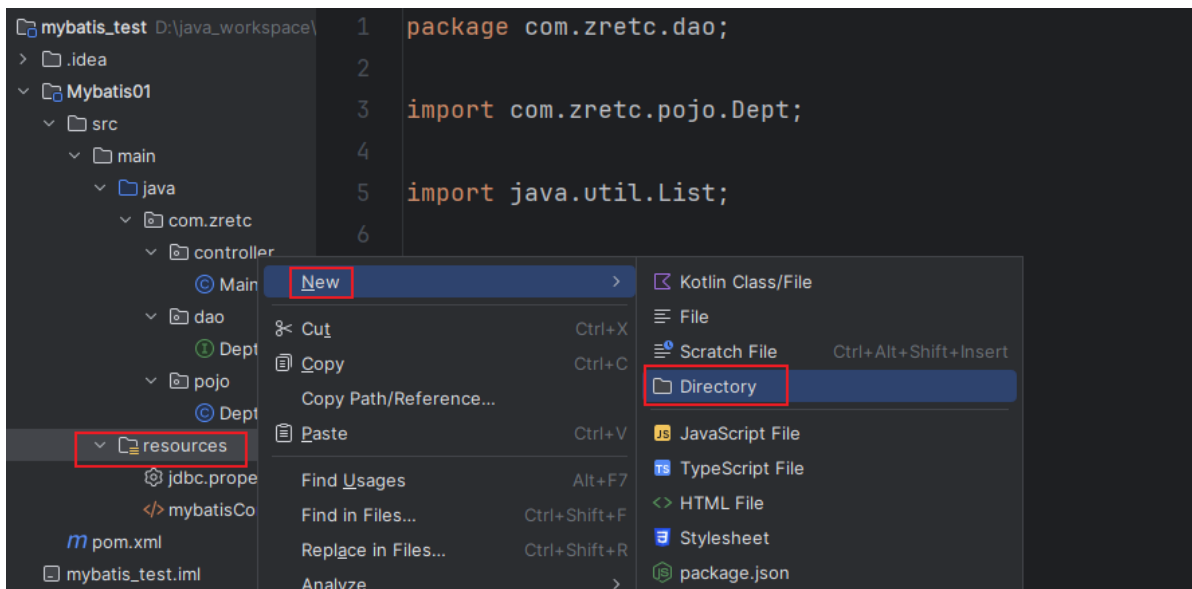 mybatis_test D:\java_workspace\
.idea
Mybatis01
src
main
java
com.zretc
controller
Main
dao
Dept
pojo
Dept
resources
jdbc.prope
mybatisCo
pom.xml
mybatis_test.iml
1 package com.zretc.dao;
2
3 import com.zretc.pojo.Dept;
4
5 import java.util.List;
6
New
Cut Ctrl+X
Copy Ctrl+C
Copy Path/Reference...
Paste Ctrl+V
Find Usages Alt+F7
Find in Files... Ctrl+Shift+F
Replace in Files... Ctrl+Shift+R
Analyze
Kotlin Class/File
File
Scratch File Ctrl+Alt+Shift+Insert
Directory
JavaScript File
TypeScript File
HTML File
Stylesheet
package.json